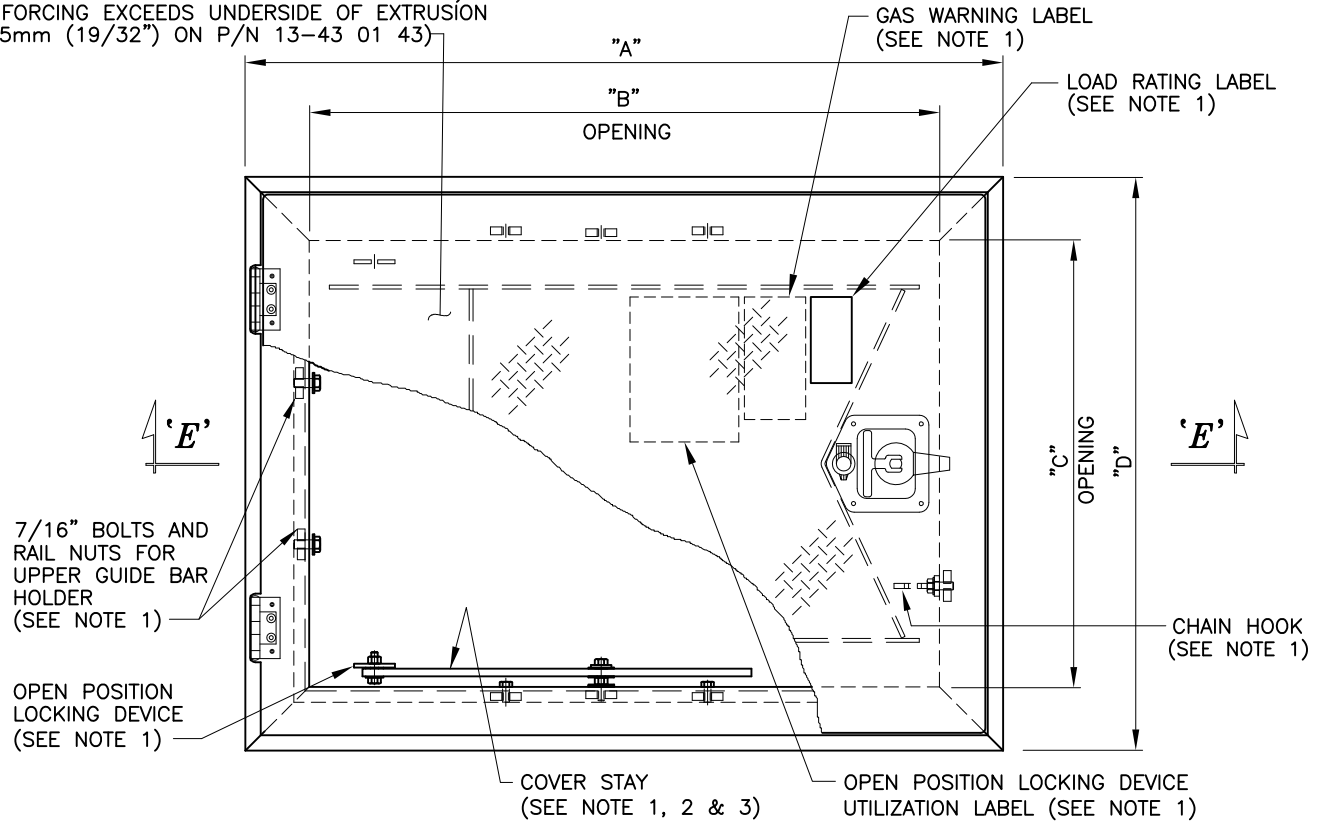 FORCING EXCEEDS UNDERSIDE OF EXTRUSION
5mm (19/32") ON P/N 13-43 01 43)
GAS WARNING LABEL
(SEE NOTE 1)
"A"
LOAD RATING LABEL
(SEE NOTE 1)
"B"
OPENING
'E'
'E'
"C"
OPENING
"D"
7/16" BOLTS AND
RAIL NUTS FOR
UPPER GUIDE BAR
HOLDER
(SEE NOTE 1)
CHAIN HOOK
(SEE NOTE 1)
OPEN POSITION
LOCKING DEVICE
(SEE NOTE 1)
COVER STAY
(SEE NOTE 1, 2 & 3)
OPEN POSITION LOCKING DEVICE
UTILIZATION LABEL (SEE NOTE 1)